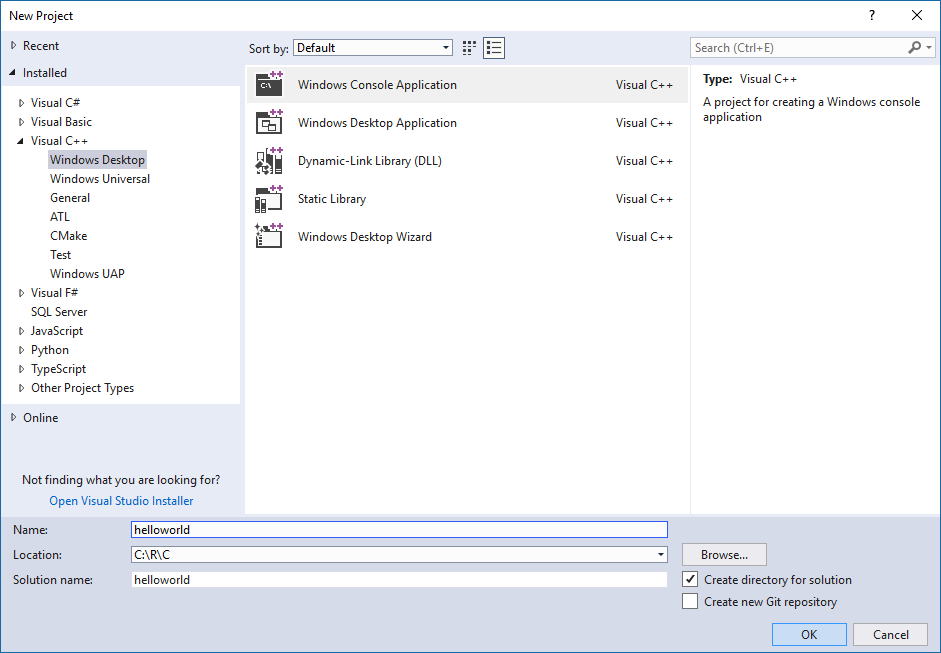 New Project
?
Recent
Installed
Visual C#
Visual Basic
Visual C++
Windows Desktop
Windows Universal
General
ATL
CMake
Test
Windows UAP
Visual F#
SQL Server
JavaScript
Python
TypeScript
Other Project Types
Online
Not finding what you are looking for?
Open Visual Studio Installer
Sort by: Default
Windows Console Application Visual C++
Windows Desktop Application Visual C++
Dynamic-Link Library (DLL) Visual C++
Static Library Visual C++
Windows Desktop Wizard Visual C++
Search (Ctrl+E)
Type: Visual C++
A project for creating a Windows console
application
Name: helloworld
Location: C:\R\C
Browse...
Solution name: helloworld
Create directory for solution
Create new Git repository
OK Cancel